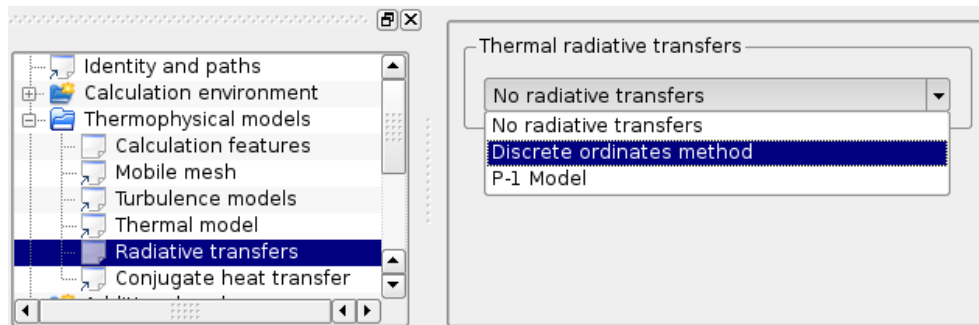 Identity and paths
Calculation environment
Thermophysical models
Calculation features
Mobile mesh
Turbulence models
Thermal model
Radiative transfers
Conjugate heat transfer
Thermal radiative transfers
No radiative transfers
No radiative transfers
Discrete ordinates method
P-1 Model